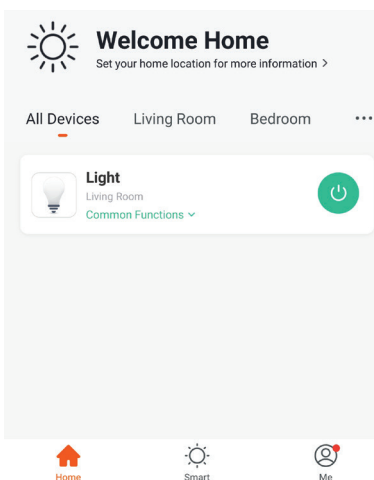 Welcome Home
Set your home location for more information >
All Devices Living Room Bedroom ...
Light
Living Room
Common Functions
Home Smart Me